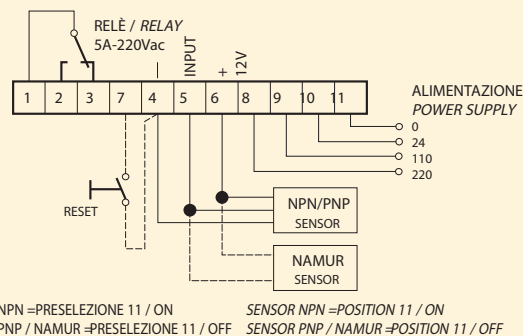 RELÈ / RELAY
5A-220Vac
INPUT
+
12V
1 2 3 7 4 5 6 8 9 10 11
ALIMENTAZIONE
POWER SUPPLY
0
24
110
220
RESET
NPN/PNP
SENSOR
NAMUR
SENSOR
NPN =PRESELEZIONE 11 / ON SENSOR NPN =POSITION 11 / ON
PNP / NAMUR =PRESELEZIONE 11 / OFF SENSOR PNP / NAMUR =POSITION 11 / OFF